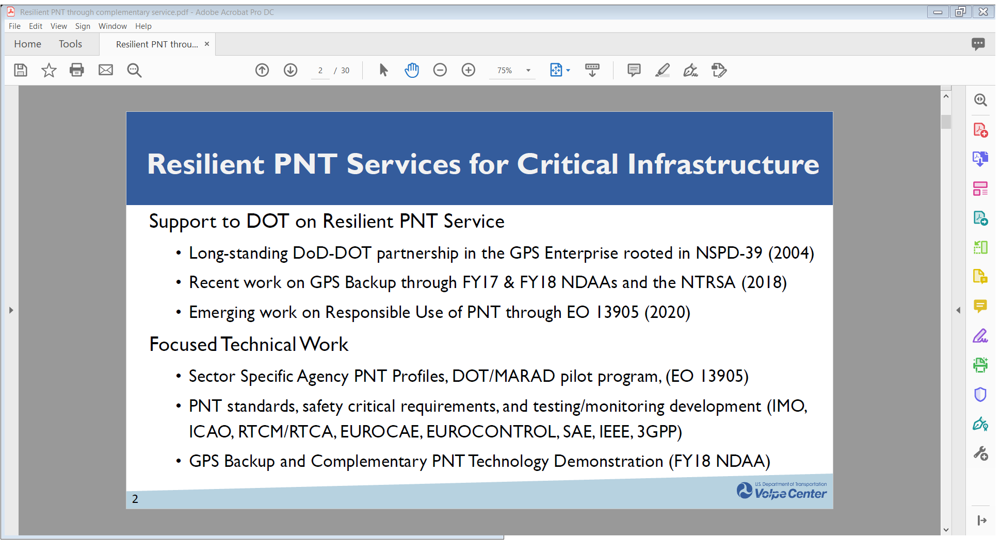 Resilient PNT through complementary service.pdf - Adobe Acrobat Pro DC
File Edit View Sign Window Help
Home Tools Resilient PNT throu... ×
2 / 30 75%
Resilient PNT Services for Critical Infrastructure
Support to DOT on Resilient PNT Service
• Long-standing DoD-DOT partnership in the GPS Enterprise rooted in NSPD-39 (2004)
• Recent work on GPS Backup through FY17 & FY18 NDAAs and the NTRSA (2018)
• Emerging work on Responsible Use of PNT through EO 13905 (2020)
Focused Technical Work
• Sector Specific Agency PNT Profiles, DOT/MARAD pilot program, (EO 13905)
• PNT standards, safety critical requirements, and testing/monitoring development (IMO,
ICAO, RTCM/RTCA, EUROCAE, EUROCONTROL, SAE, IEEE, 3GPP)
• GPS Backup and Complementary PNT Technology Demonstration (FY18 NDAA)
U.S. Department of Transportation
Volpe Center
2